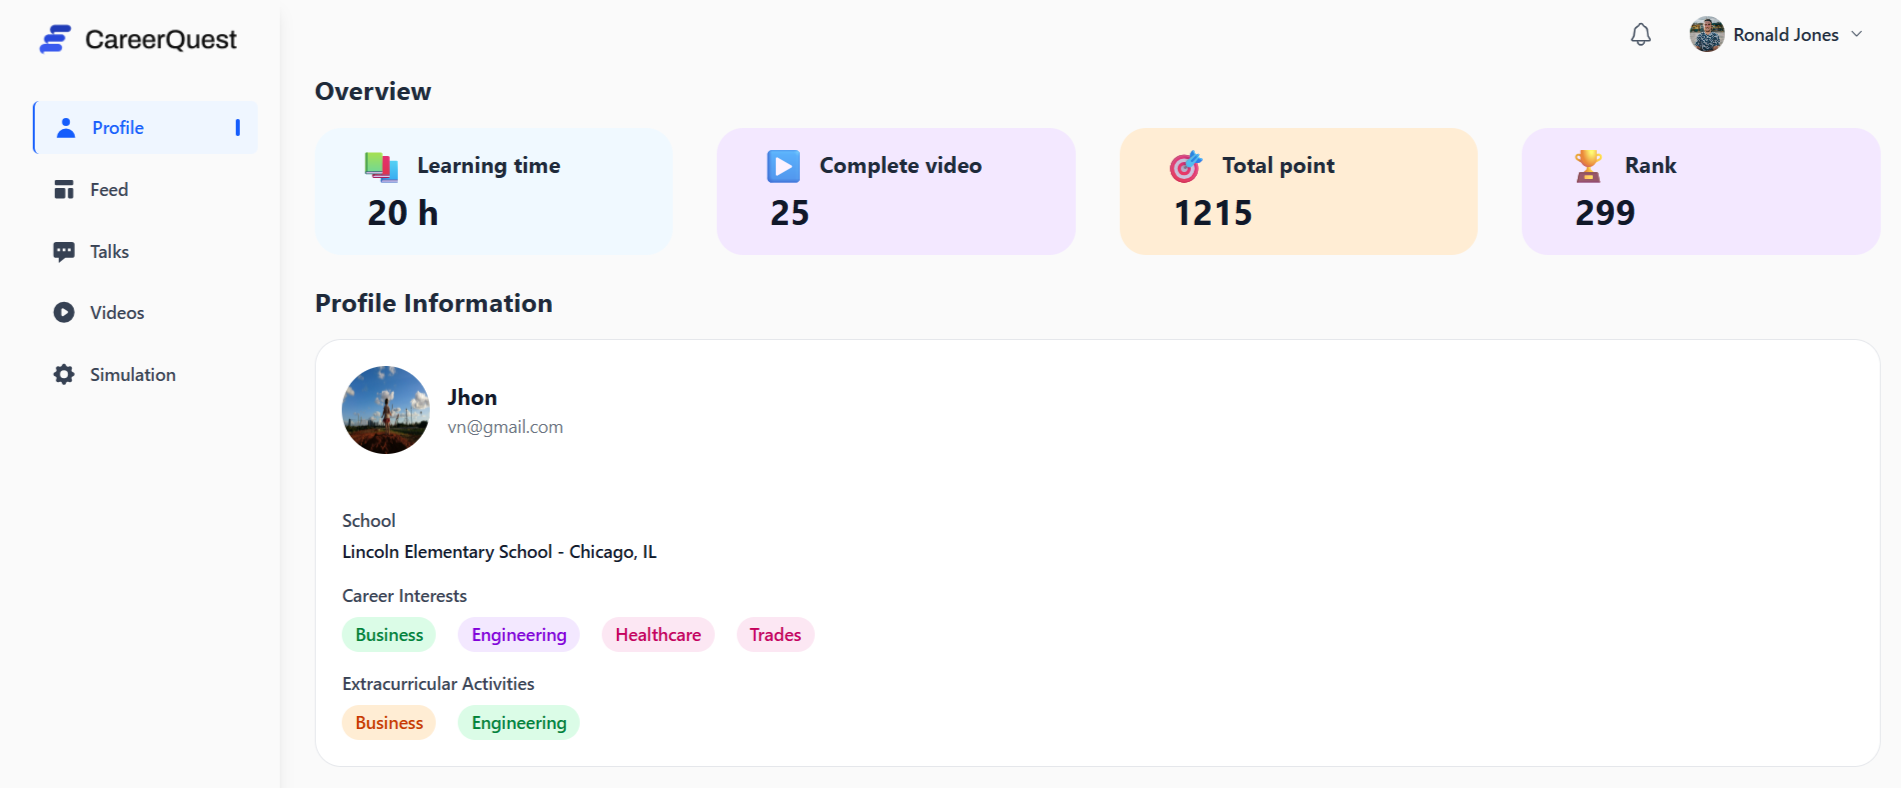 CareerQuest
Ronald Jones
Profile
Feed
Talks
Videos
Simulation
Overview
Learning time
20 h
Complete video
25
Total point
1215
Rank
299
Profile Information
Jhon
vn@gmail.com
School
Lincoln Elementary School - Chicago, IL
Career Interests
Business Engineering Healthcare Trades
Extracurricular Activities
Business Engineering